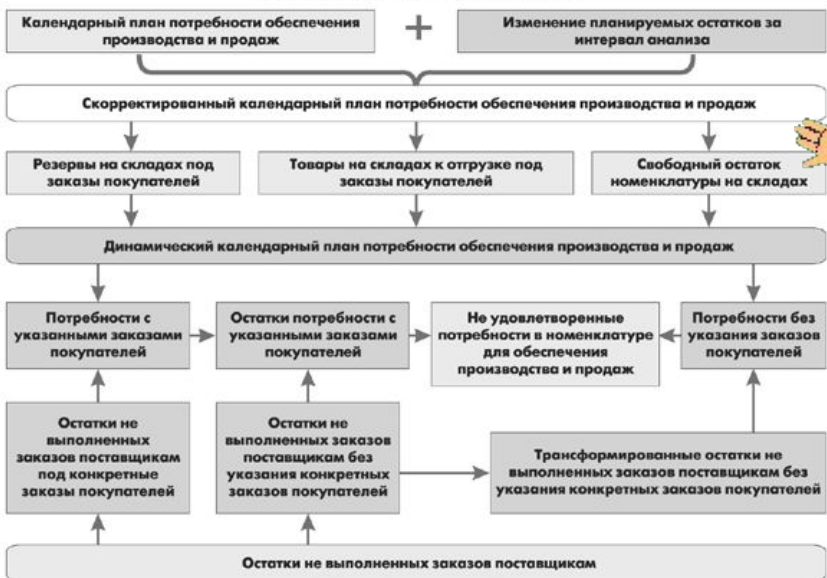 Календарный план потребности обеспечения
производства и продаж
+
Изменение планируемых остатков за
интервал анализа
Скорректированный календарный план потребности обеспечения производства и продаж
Резервы на складах под
заказы покупателей
Товары на складах к отгрузке под
заказы покупателей
Свободный остаток
номенклатуры на складах
Динамический календарный план потребности обеспечения производства и продаж
Потребности с
указанными заказами
покупателей
Остатки потребности с
указанными заказами
покупателей
Не удовлетворенные
потребности в номенклатуре
для обеспечения
производства и продаж
Потребности без
указания заказов
покупателей
Остатки не
выполненных
заказов поставщикам
под конкретные
заказы покупателей
Остатки не
выполненных заказов
поставщикам без
указания конкретных
заказов покупателей
Трансформированные остатки не
выполненных заказов поставщикам без
указания конкретных заказов покупателей
Остатки не выполненных заказов поставщикам